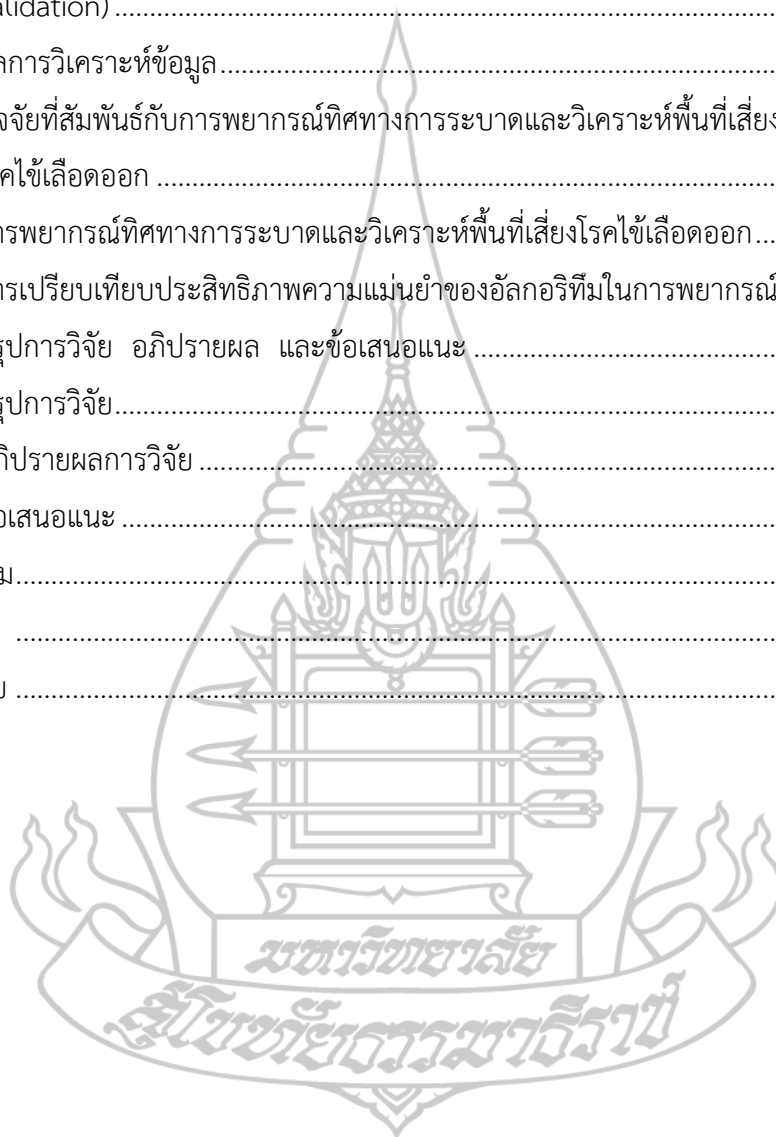 alidation) ........................................
ลการวิเคราะห์ข้อมูล........................................
จจัยที่สัมพันธ์กับการพยากรณ์ทิศทางการระบาดและวิเคราะห์พื้นที่เสี่ยง
คไข้เลือดออก ........................................
ารพยากรณ์ทิศทางการระบาดและวิเคราะห์พื้นที่เสี่ยงโรคไข้เลือดออก....
ารเปรียบเทียบประสิทธิภาพความแม่นยำของอัลกอริทึมในการพยากรณ์
รุปการวิจัย อภิปรายผล และข้อเสนอแนะ ........................................
รุปการวิจัย........................................
ภิปรายผลการวิจัย ........................................
อเสนอแนะ ........................................
ม........................................
........................................
ป ........................................
มหาวิทยาลัย
สุโขทัยธรรมาธิราช